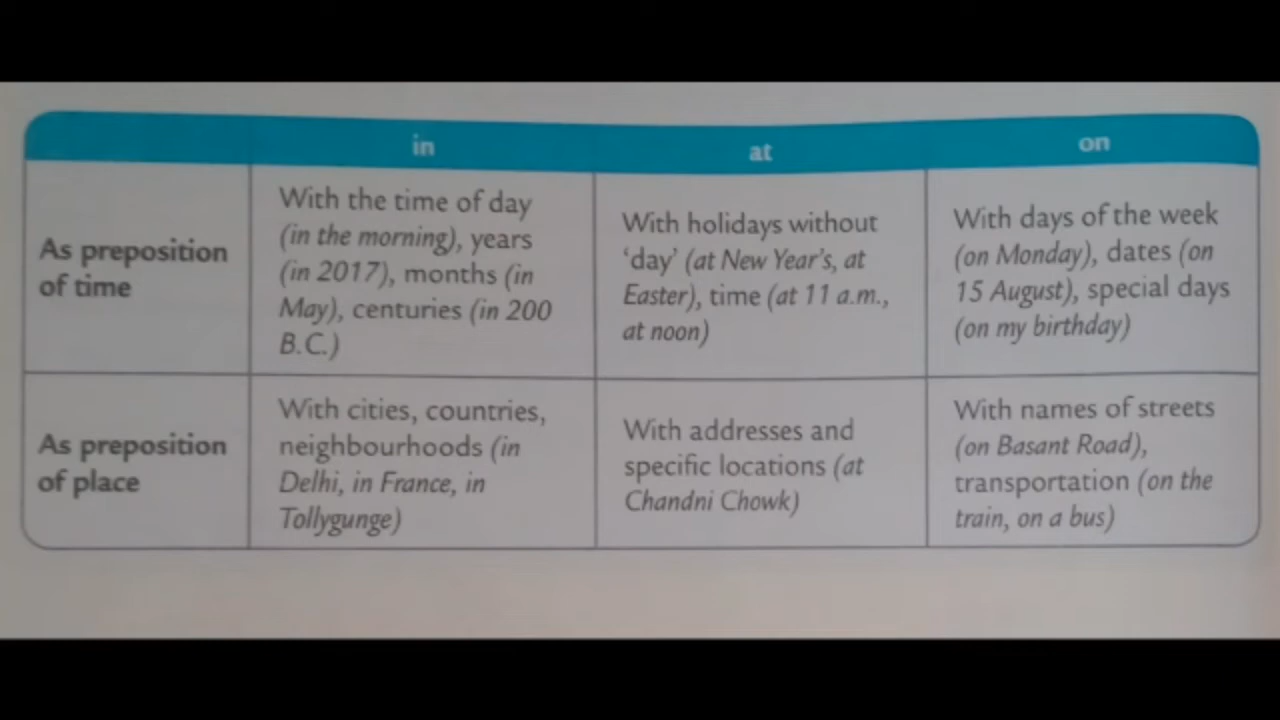 in
at
on
As preposition
of time
With the time of day
(in the morning), years
(in 2017), months (in
May), centuries (in 200
B.C.)
With holidays without
‘day’ (at New Year’s, at
Easter), time (at 11 a.m.,
at noon)
With days of the week
(on Monday), dates (on
15 August), special days
(on my birthday)
As preposition
of place
With cities, countries,
neighbourhoods (in
Delhi, in France, in
Tollygunge)
With addresses and
specific locations (at
Chandni Chowk)
With names of streets
(on Basant Road),
transportation (on the
train, on a bus)